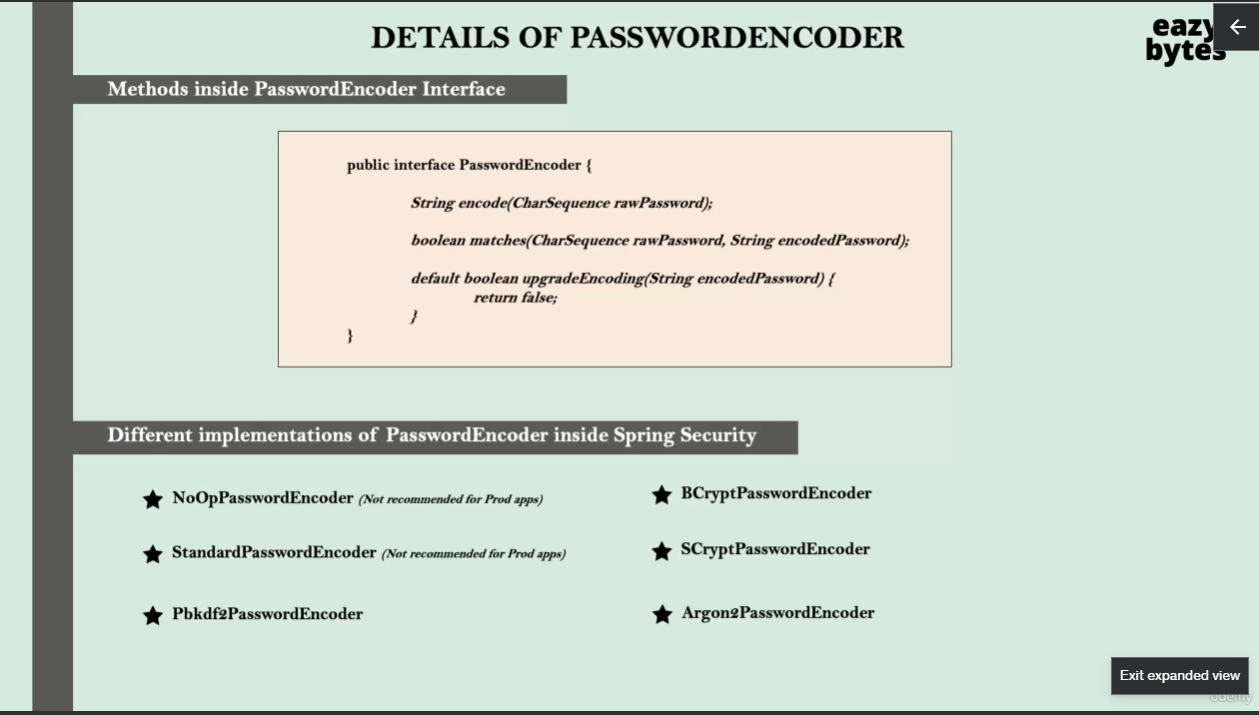 DETAILS OF PASSWORDENCODER
eazy
bytes
Methods inside PasswordEncoder Interface
public interface PasswordEncoder {
String encode(CharSequence rawPassword);
boolean matches(CharSequence rawPassword, String encodedPassword);
default boolean upgradeEncoding(String encodedPassword) {
return false;
}
}
Different implementations of PasswordEncoder inside Spring Security
NoOpPasswordEncoder (Not recommended for Prod apps)
StandardPasswordEncoder (Not recommended for Prod apps)
Pbkdf2PasswordEncoder
BCryptPasswordEncoder
SCryptPasswordEncoder
Argon2PasswordEncoder
Exit expanded view
udemy